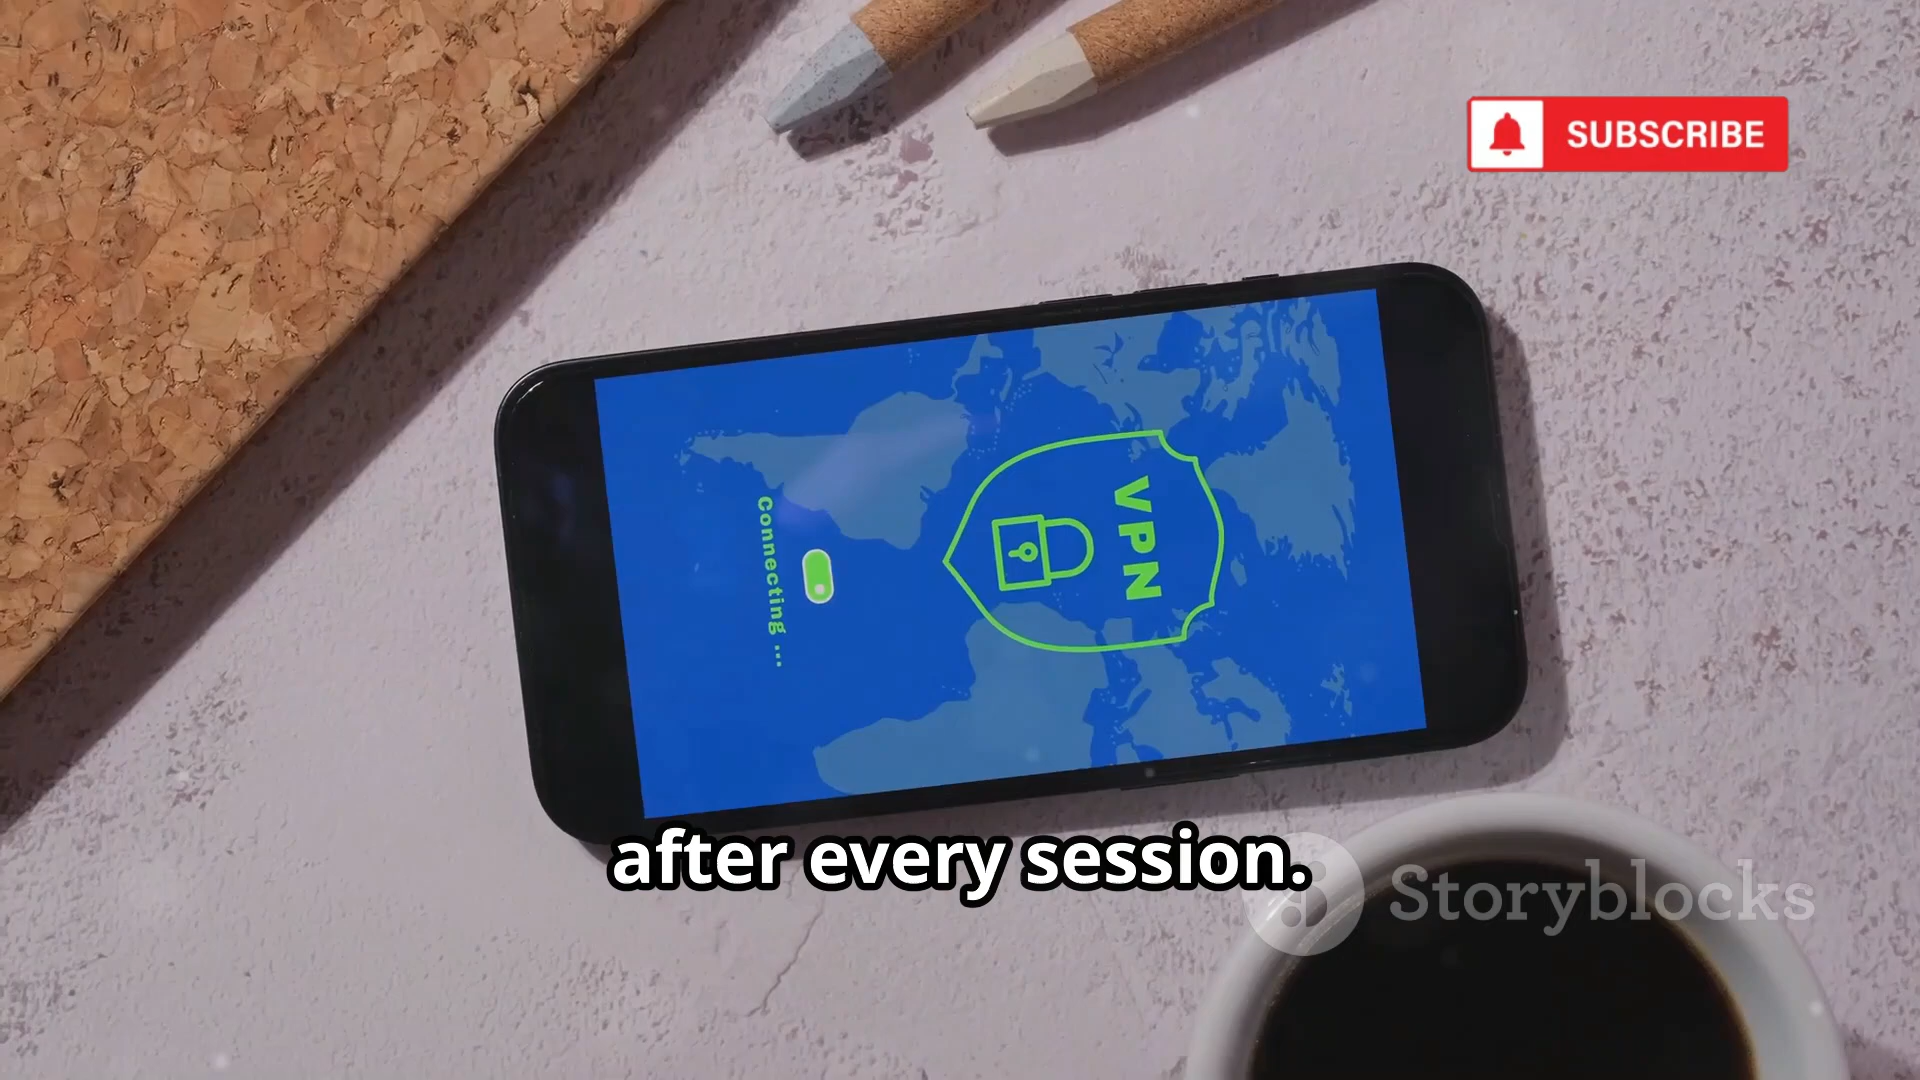 SUBSCRIBE
VPN
Connecting ...
after every session.
Storyblocks